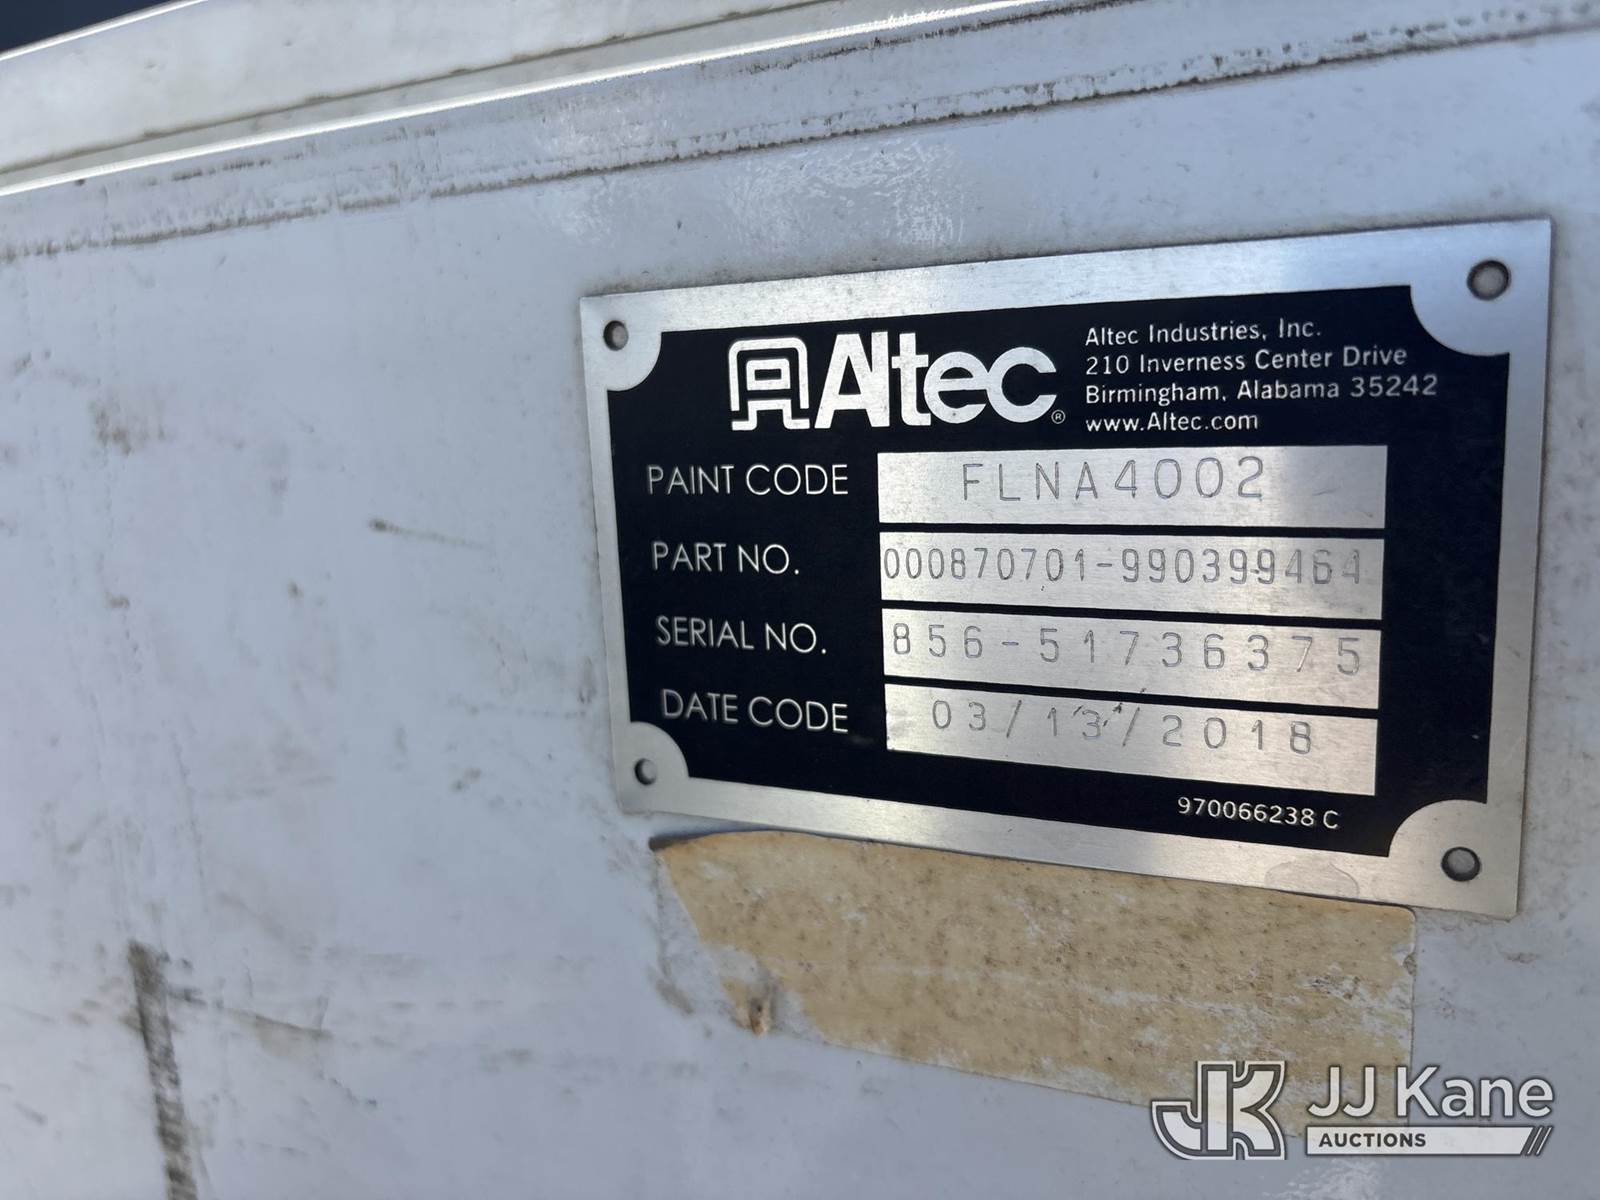 Altec®
Altec Industries, Inc.
210 Inverness Center Drive
Birmingham, Alabama 35242
www.Altec.com
PAINT CODE FLNA4002
PART NO. 000870701-990399464
SERIAL NO. 856-51736375
DATE CODE 03/13/2018
970066238 C
JK JJ Kane
AUCTIONS